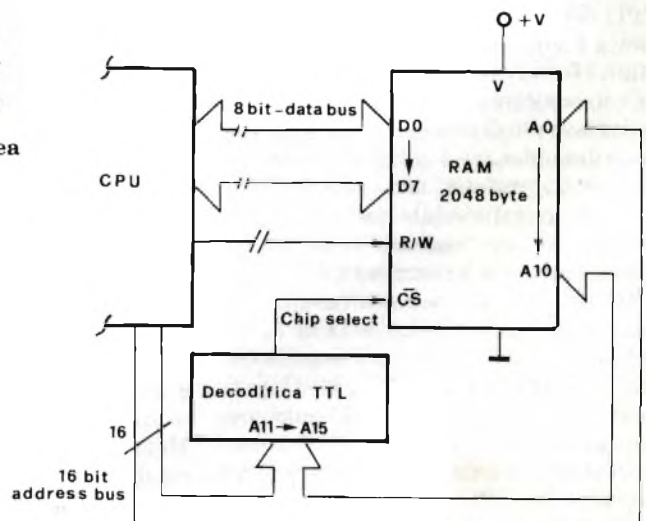 +V
V
8 bit-data bus
D0
A0
ea
CPU
RAM
2048 byte
D7
R/W
A10
C̅S̅
Chip select
Decodifica TTL
A11→A15
16
16 bit
address bus